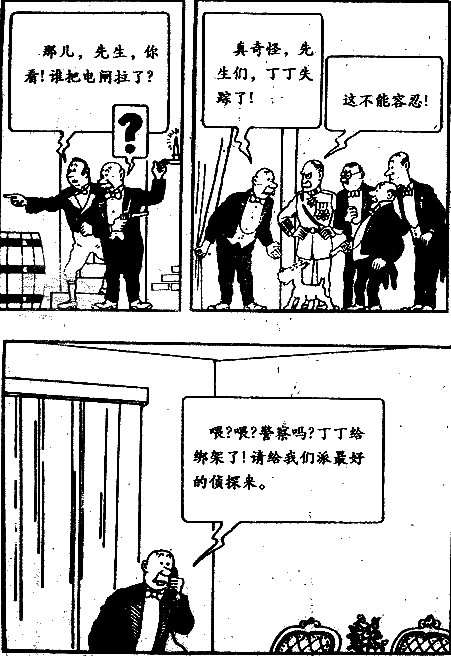 那儿，先生，你
看！谁把电闸拉了？
?
真奇怪，先
生们，丁丁失
踪了！
这不能容忍！
喂？喂？警察吗？丁丁给
绑架了！请给我们派最好
的侦探来。